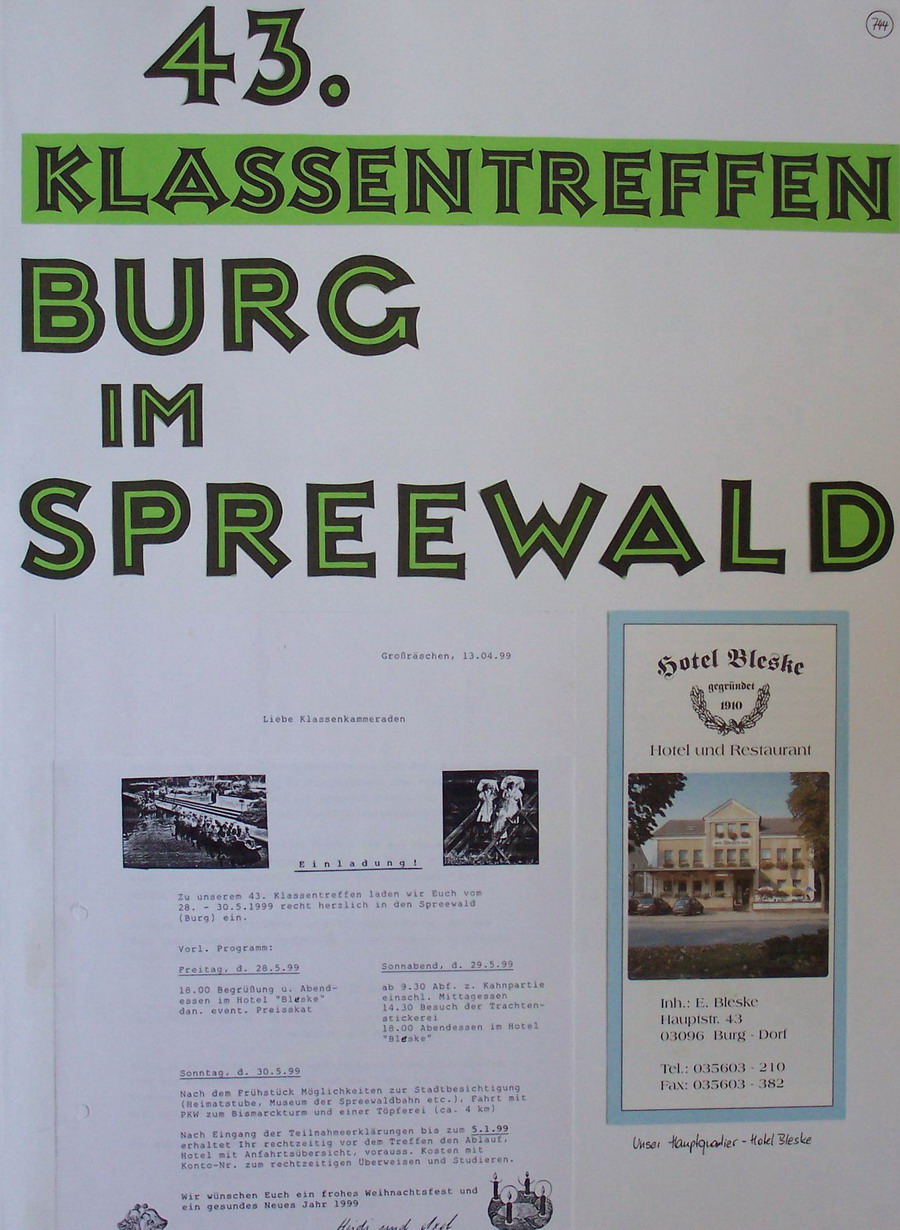 744
43.
KLASSENTREFFEN
BURG
IM
SPREEWALD
Großräschen, 13.04.99
Liebe Klassenkameraden
Einladung!
Zu unserem 43. Klassentreffen laden wir Euch vom
28. - 30.5.1999 recht herzlich in den Spreewald
(Burg) ein.
Vorl. Programm:
Freitag, d. 28.5.99
18.00 Begrüßung u. Abend-
essen im Hotel "Bleske"
dan. event. Preisskat
Sonnabend, d. 29.5.99
ab 9.30 Abf. z. Kahnpartie
einschl. Mittagessen
14.30 Besuch der Trachten-
stickerei
18.00 Abendessen im Hotel
"Bleske"
Sonntag, d. 30.5.99
Nach dem Frühstück Möglichkeiten zur Stadtbesichtigung
(Heimatstube, Museum der Spreewaldbahn etc.), Fahrt mit
PKW zum Bismarckturm und einer Töpferei (ca. 4 km)
Nach Eingang der Teilnahmeerklärungen bis zum 5.1.99
erhaltet Ihr rechtzeitig vor dem Treffen den Ablauf,
Hotel mit Anfahrtsübersicht, vorauss. Kosten mit
Konto-Nr. zum rechtzeitigen Überweisen und Studieren.
Wir wünschen Euch ein frohes Weihnachtsfest und
ein gesundes Neues Jahr 1999
und
Hotel Bleske
gegründet
1910
Hotel und Restaurant
Inh.: E. Bleske
Hauptstr. 43
03096 Burg - Dorf
Tel.: 035603 - 210
Fax: 035603 - 382
Unser Hauptquartier - Hotel Bleske